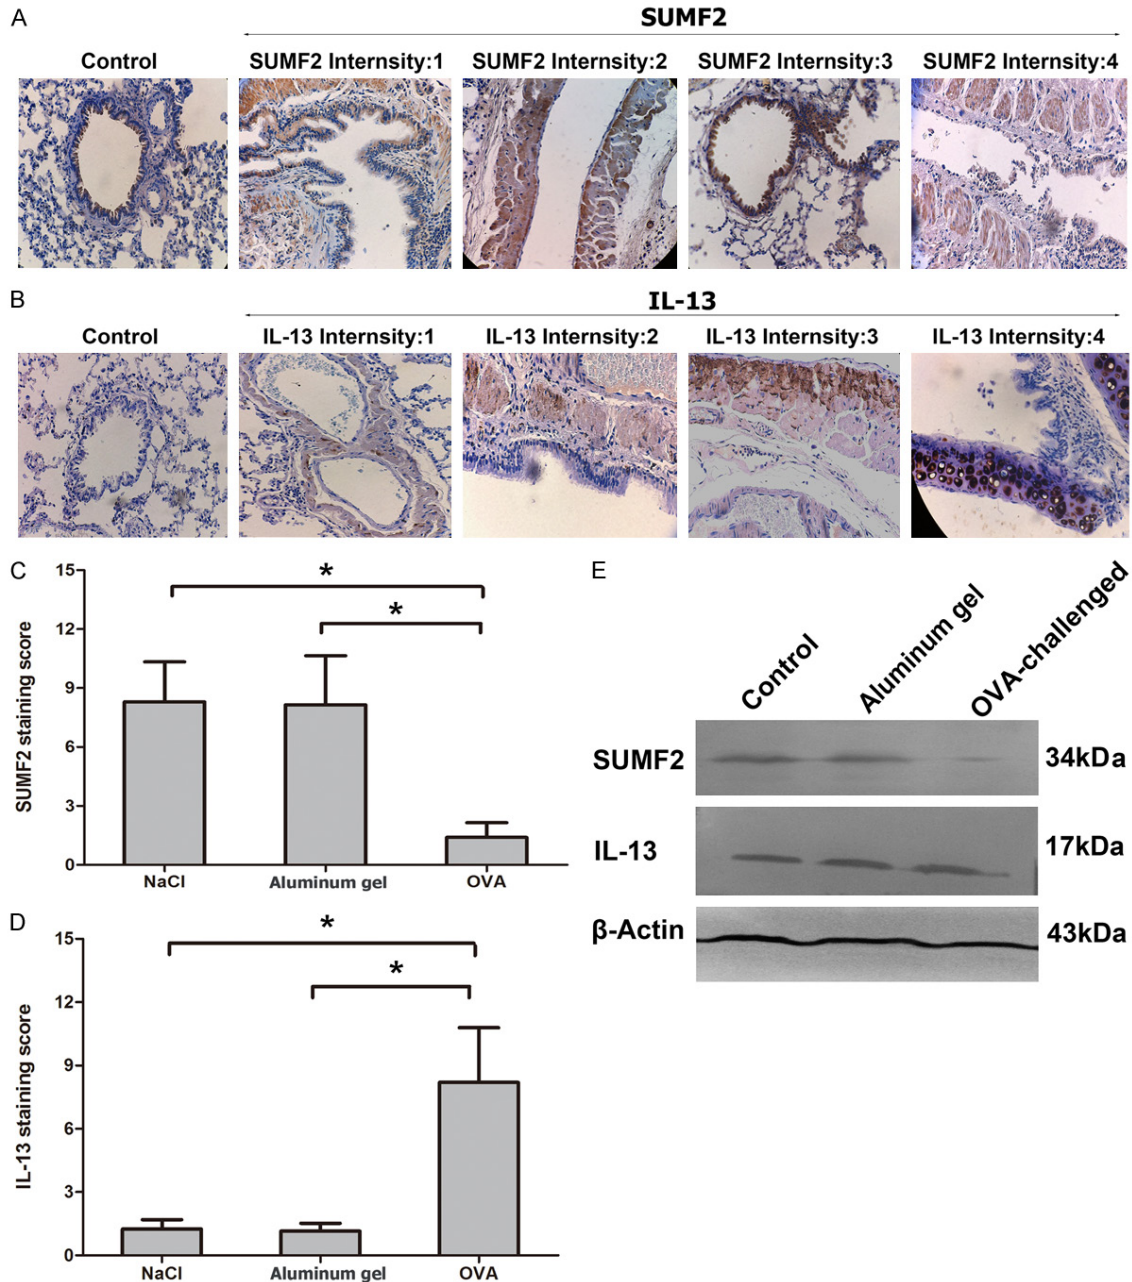 A
SUMF2
Control
SUMF2 Internsity:1
SUMF2 Internsity:2
SUMF2 Internsity:3
SUMF2 Internsity:4
B
IL-13
Control
IL-13 Internsity:1
IL-13 Internsity:2
IL-13 Internsity:3
IL-13 Internsity:4
C
SUMF2 staining score
15
12
9
6
3
0
*
*
NaCl
Aluminum gel
OVA
D
IL-13 staining score
15
12
9
6
3
0
*
*
NaCl
Aluminum gel
OVA
E
Control
Aluminum gel
OVA-challenged
SUMF2
34kDa
IL-13
17kDa
β-Actin
43kDa